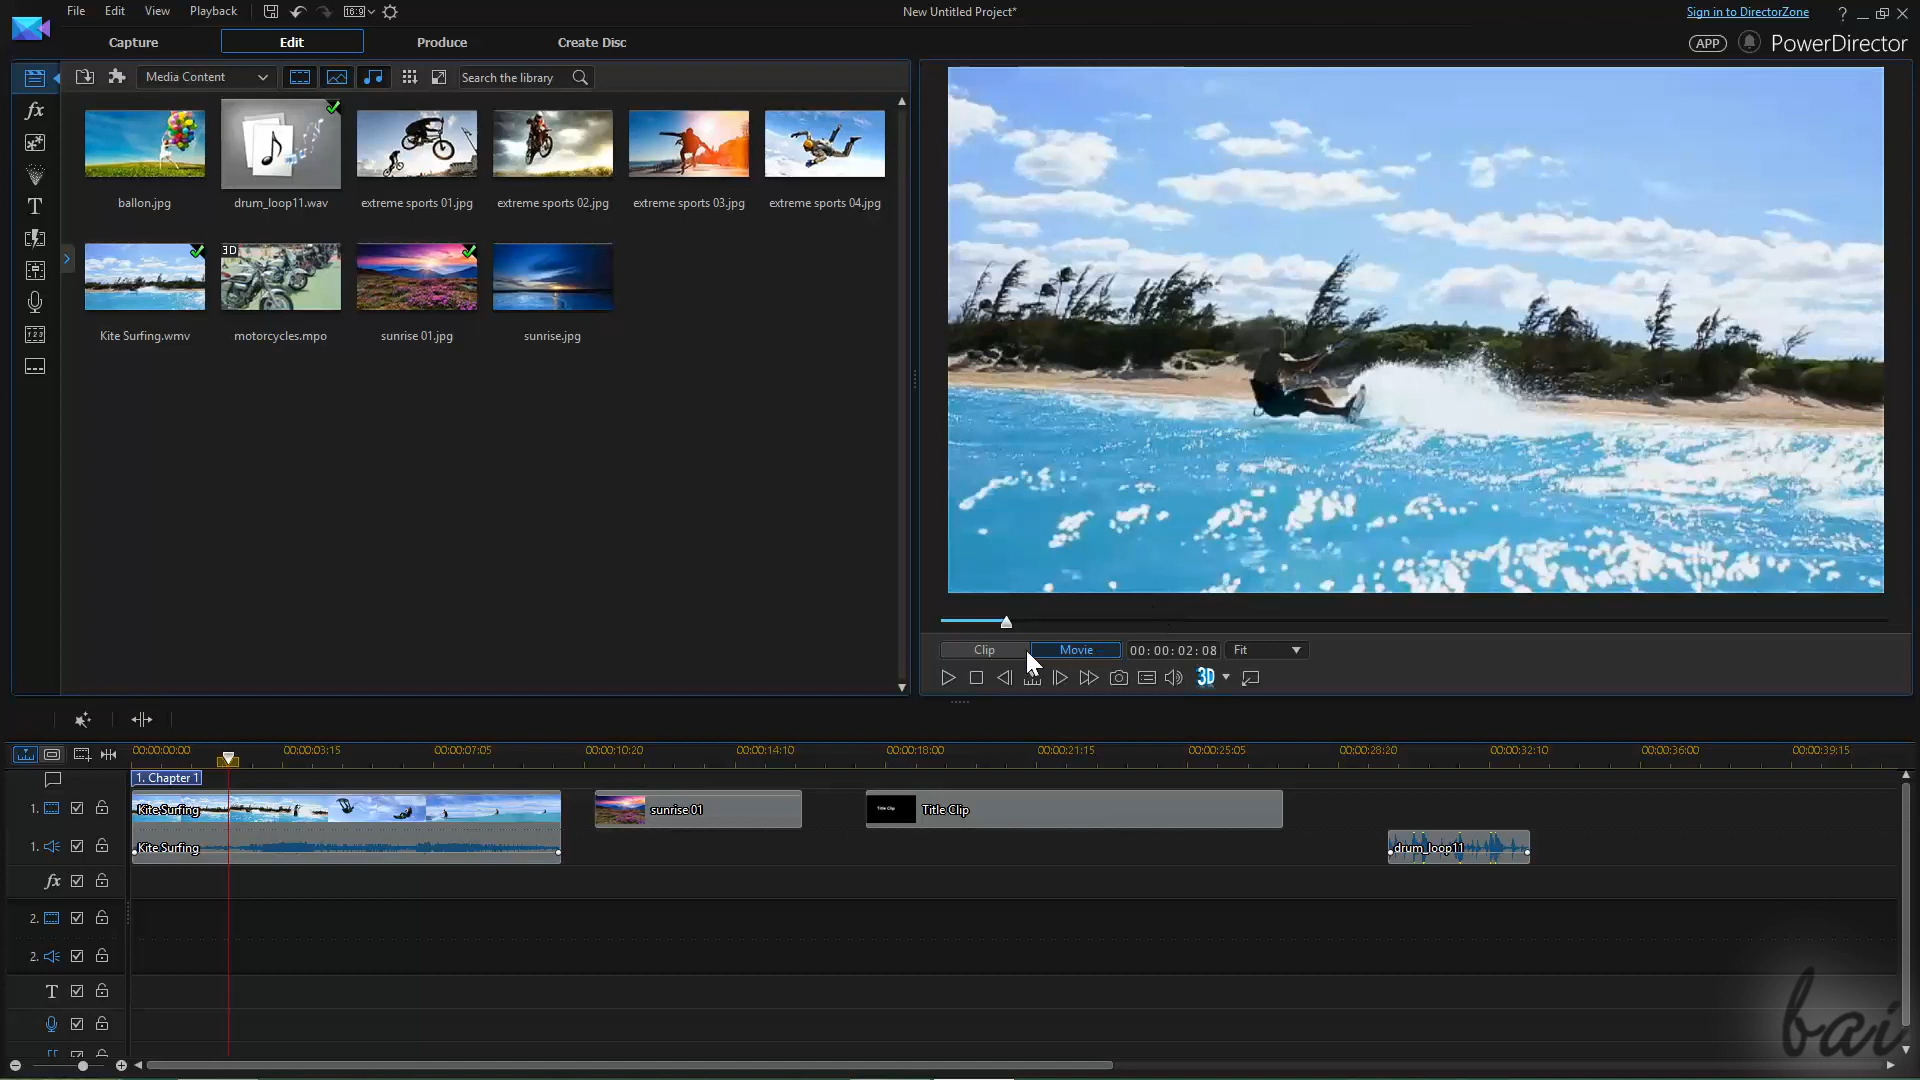 File Edit View Playback 16:9 New Untitled Project* Sign in to DirectorZone ?
Capture Edit Produce Create Disc APP PowerDirector
Media Content Search the library
fx
T
ballon.jpg drum_loop11.wav extreme sports 01.jpg extreme sports 02.jpg extreme sports 03.jpg extreme sports 04.jpg
3D
Kite Surfing.wmv motorcycles.mpo sunrise 01.jpg sunrise.jpg
Clip Movie 00:00:02:08 Fit
3D
00:00:00:00 00:00:03:15 00:00:07:05 00:00:10:20 00:00:14:10 00:00:18:00 00:00:21:15 00:00:25:05 00:00:28:20 00:00:32:10 00:00:36:00 00:00:39:15
1. Chapter 1
1. Kite Surfing sunrise 01 Title Clip Title Clip
1. Kite Surfing drum_loop11
fx
2.
2.
T
bai